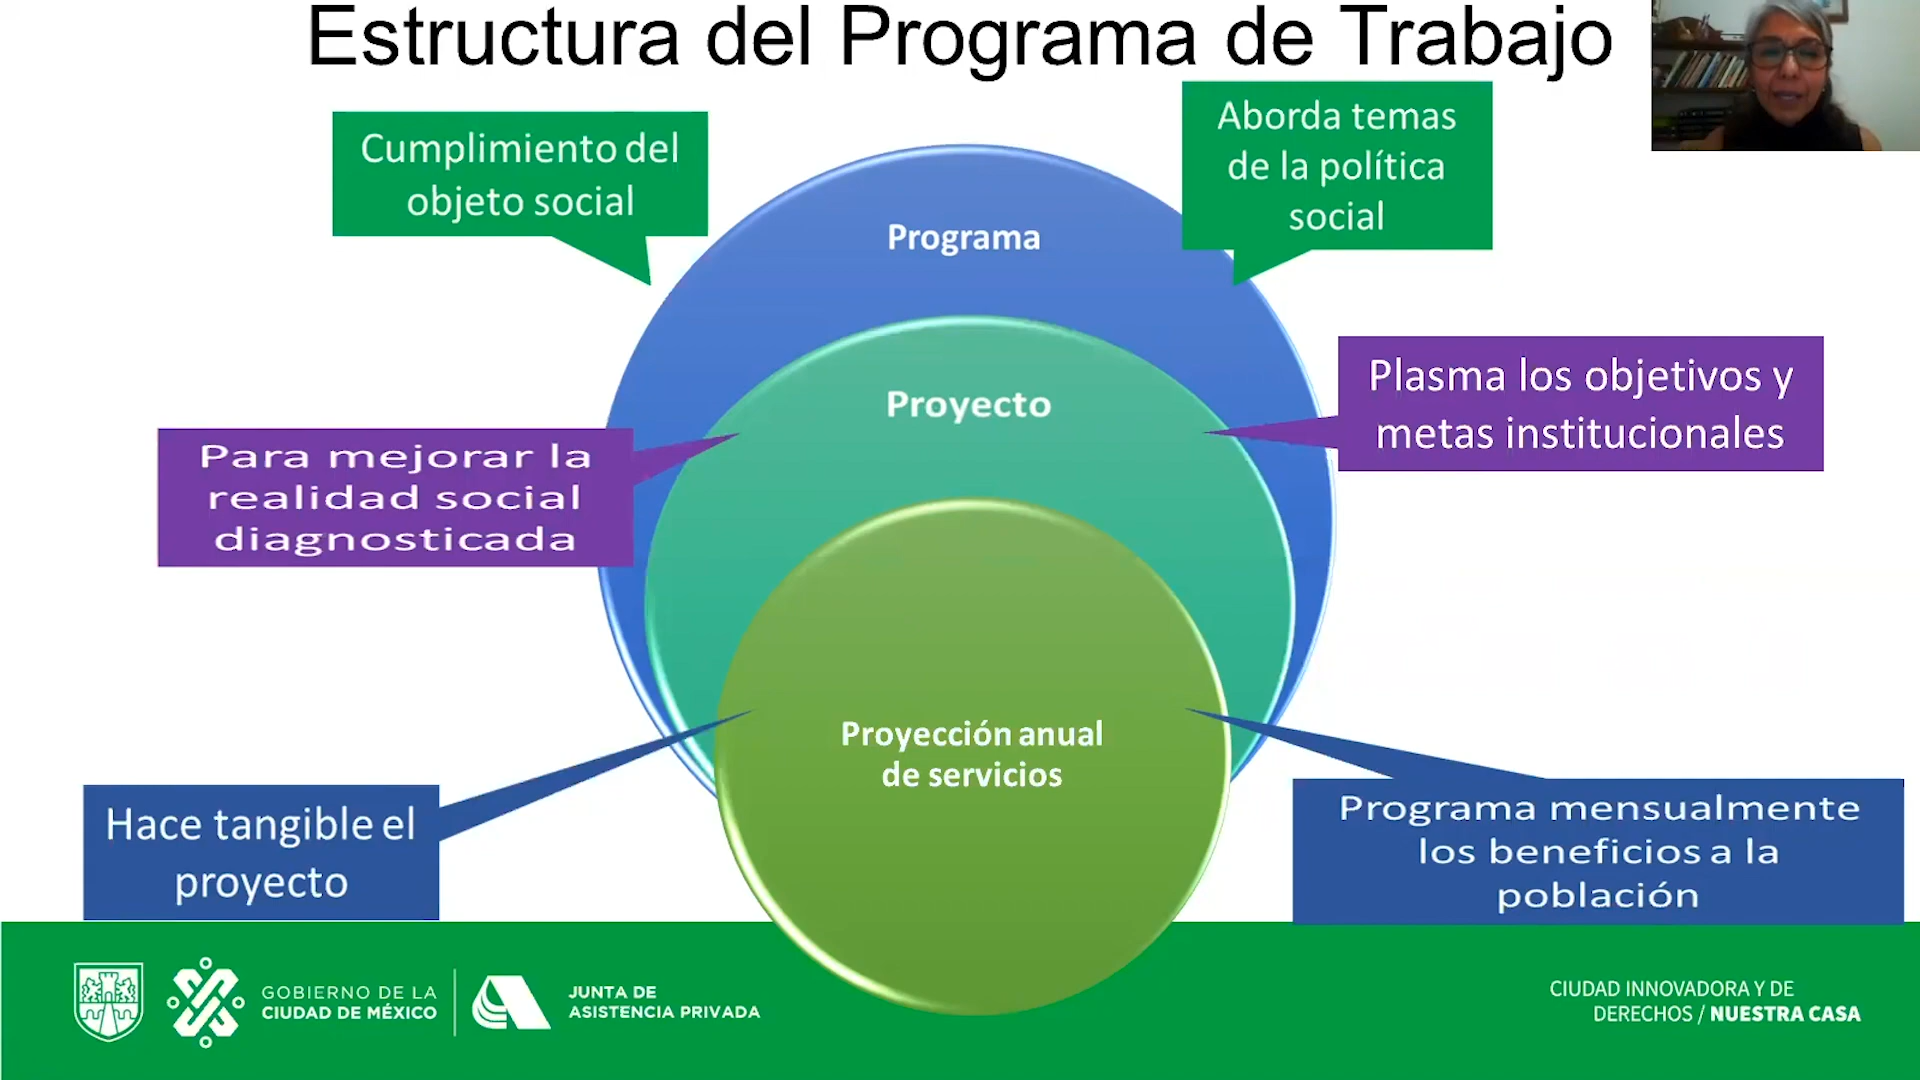 Estructura del Programa de Trabajo
Cumplimiento del
objeto social
Aborda temas
de la política
social
Programa
Proyecto
Plasma los objetivos y
metas institucionales
Para mejorar la
realidad social
diagnosticada
Proyección anual
de servicios
Hace tangible el
proyecto
Programa mensualmente
los beneficios a la
población
GOBIERNO DE LA
CIUDAD DE MÉXICO
JUNTA DE
ASISTENCIA PRIVADA
CIUDAD INNOVADORA Y DE
DERECHOS / NUESTRA CASA